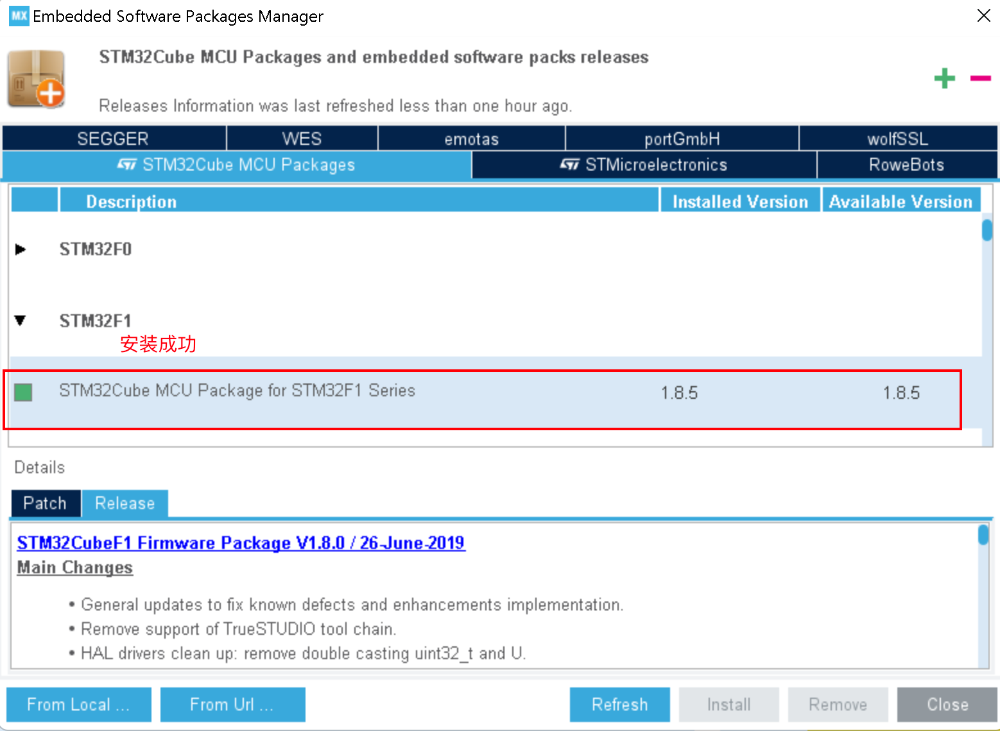 MX Embedded Software Packages Manager
STM32Cube MCU Packages and embedded software packs releases
Releases Information was last refreshed less than one hour ago.
SEGGER WES emotas portGmbH wolfSSL
STM32Cube MCU Packages STMicroelectronics RoweBots
Description Installed Version Available Version
STM32F0
STM32F1
安装成功
STM32Cube MCU Package for STM32F1 Series 1.8.5 1.8.5
Details
Patch Release
STM32CubeF1 Firmware Package V1.8.0 / 26-June-2019
Main Changes
• General updates to fix known defects and enhancements implementation.
• Remove support of TrueSTUDIO tool chain.
• HAL drivers clean up: remove double casting uint32_t and U.
From Local ... From Url ... Refresh Install Remove Close